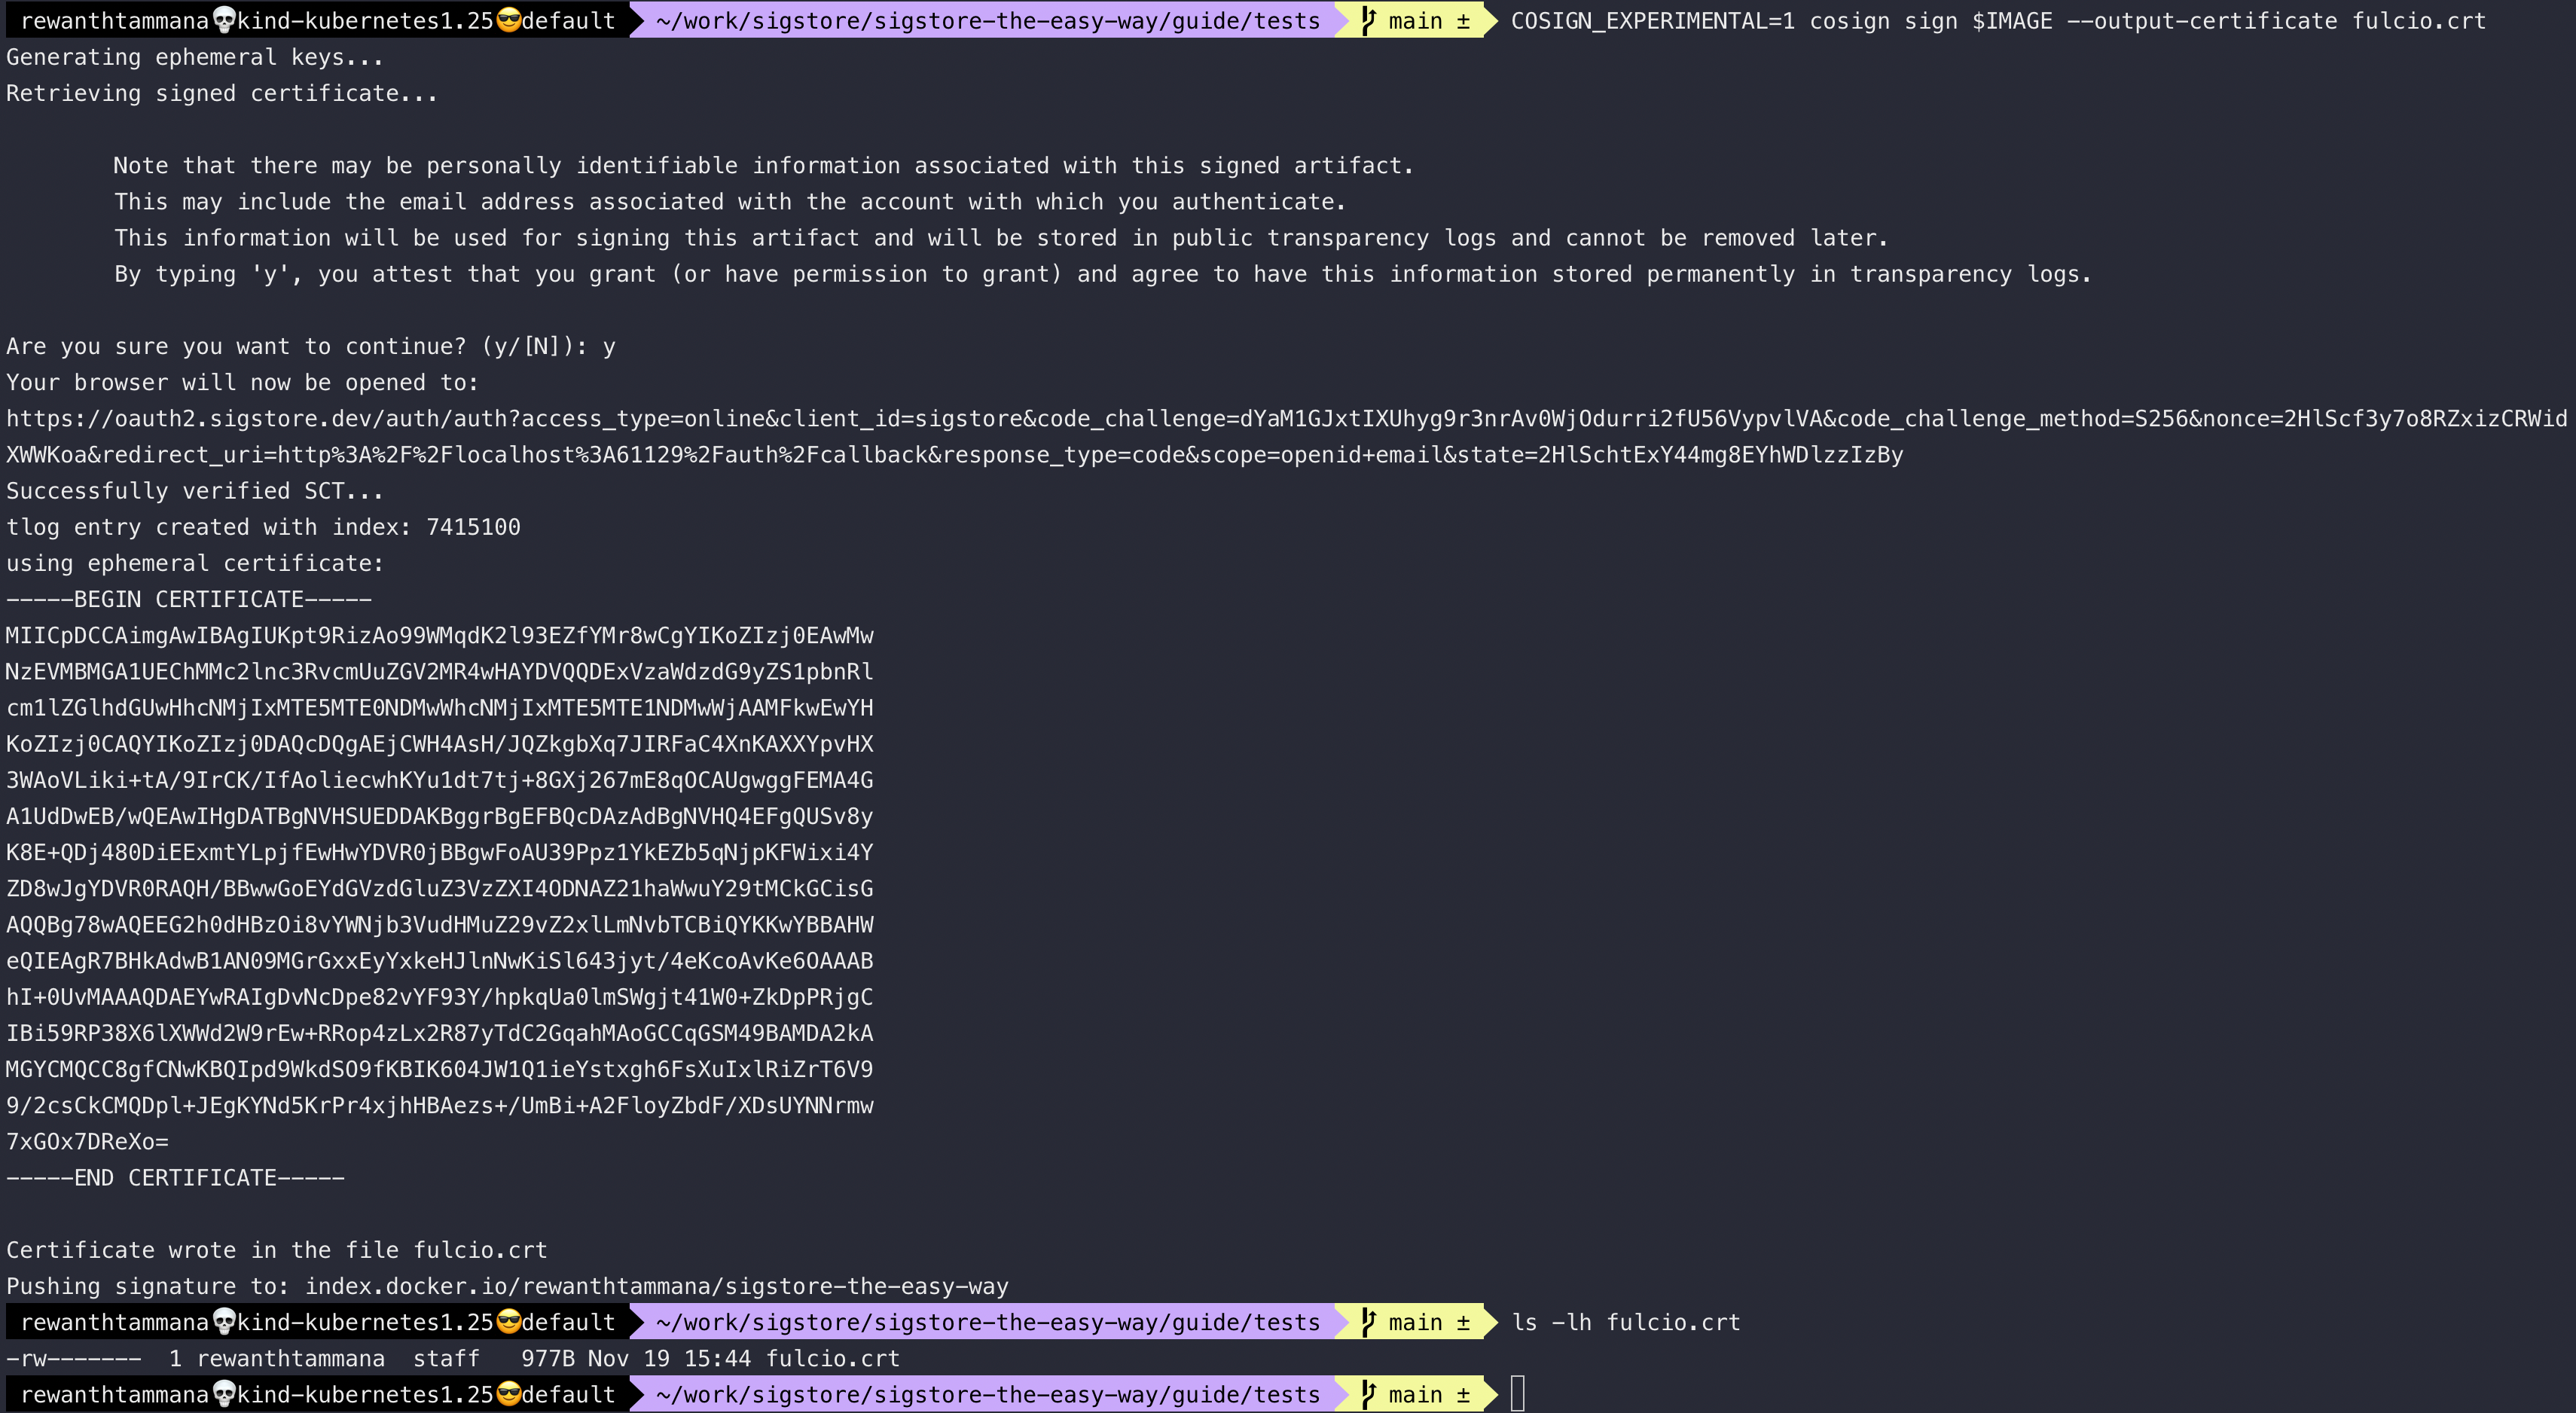 rewanthtammana💀kind-kubernetes1.25😎default ~/work/sigstore/sigstore-the-easy-way/guide/tests main ± COSIGN_EXPERIMENTAL=1 cosign sign $IMAGE --output-certificate fulcio.crt
Generating ephemeral keys...
Retrieving signed certificate...
Note that there may be personally identifiable information associated with this signed artifact.
This may include the email address associated with the account with which you authenticate.
This information will be used for signing this artifact and will be stored in public transparency logs and cannot be removed later.
By typing 'y', you attest that you grant (or have permission to grant) and agree to have this information stored permanently in transparency logs.
Are you sure you want to continue? (y/[N]): y
Your browser will now be opened to:
https://oauth2.sigstore.dev/auth/auth?access_type=online&client_id=sigstore&code_challenge=dYaM1GJxtIXUhyg9r3nrAv0WjOdurri2fU56VypvlVA&code_challenge_method=S256&nonce=2HlScf3y7o8RZxizCRWid
XWWKoa&redirect_uri=http%3A%2F%2Flocalhost%3A61129%2Fauth%2Fcallback&response_type=code&scope=openid+email&state=2HlSchtExY44mg8EYhWDlzzIzBy
Successfully verified SCT...
tlog entry created with index: 7415100
using ephemeral certificate:
-----BEGIN CERTIFICATE-----
MIICpDCCAimgAwIBAgIUKpt9RizAo99WMqdK2l93EZfYMr8wCgYIKoZIzj0EAwMw
NzEVMBMGA1UEChMMc2lnc3RvcmUuZGV2MR4wHAYDVQQDExVzaWdzdG9yZS1pbnRl
cm1lZGlhdGUwHhcNMjIxMTE5MTE0NDMwWhcNMjIxMTE5MTE1NDMwWjAAMFkwEwYH
KoZIzj0CAQYIKoZIzj0DAQcDQgAEjCWH4AsH/JQZkgbXq7JIRFaC4XnKAXXYpvHX
3WAoVLiki+tA/9IrCK/IfAoliecwhKYu1dt7tj+8GXj267mE8qOCAUgwggFEMA4G
A1UdDwEB/wQEAwIHgDATBgNVHSUEDDAKBggrBgEFBQcDAzAdBgNVHQ4EFgQUSv8y
K8E+QDj480DiEExmtYLpjfEwHwYDVR0jBBgwFoAU39Ppz1YkEZb5qNjpKFWixi4Y
ZD8wJgYDVR0RAQH/BBwwGoEYdGVzdGluZ3VzZXI4ODNAZ21haWwuY29tMCkGCisG
AQQBg78wAQEEG2h0dHBzOi8vYWNjb3VudHMuZ29vZ2xlLmNvbTCBiQYKKwYBBAHW
eQIEAgR7BHkAdwB1AN09MGrGxxEyYxkeHJlnNwKiSl643jyt/4eKcoAvKe6OAAAB
hI+0UvMAAAQDAEYwRAIgDvNcDpe82vYF93Y/hpkqUa0lmSWgjt41W0+ZkDpPRjgC
IBi59RP38X6lXWWd2W9rEw+RRop4zLx2R87yTdC2GqahMAoGCCqGSM49BAMDA2kA
MGYCMQCC8gfCNwKBQIpd9WkdSO9fKBIK604JW1Q1ieYstxgh6FsXuIxlRiZrT6V9
9/2csCkCMQDpl+JEgKYNd5KrPr4xjhHBAezs+/UmBi+A2FloyZbdF/XDsUYNNrmw
7xGOx7DReXo=
-----END CERTIFICATE-----
Certificate wrote in the file fulcio.crt
Pushing signature to: index.docker.io/rewanthtammana/sigstore-the-easy-way
rewanthtammana💀kind-kubernetes1.25😎default ~/work/sigstore/sigstore-the-easy-way/guide/tests main ± ls -lh fulcio.crt
-rw-------  1 rewanthtammana  staff   977B Nov 19 15:44 fulcio.crt
rewanthtammana💀kind-kubernetes1.25😎default ~/work/sigstore/sigstore-the-easy-way/guide/tests main ±